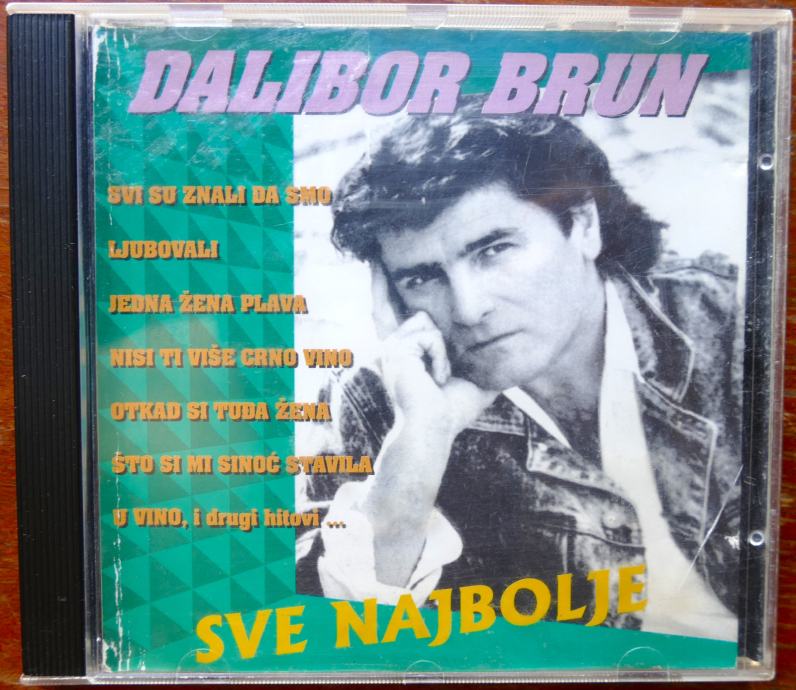 DALIBOR BRUN
SVI SU ZNALI DA SMO
LJUBOVALI
JEDNA ŽENA PLAVA
NISI TI VIŠE CRNO VINO
OTKAD SI TUĐA ŽENA
ŠTO SI MI SINOĆ STAVILA
U VINO, i drugi hitovi ...
SVE NAJBOLJE